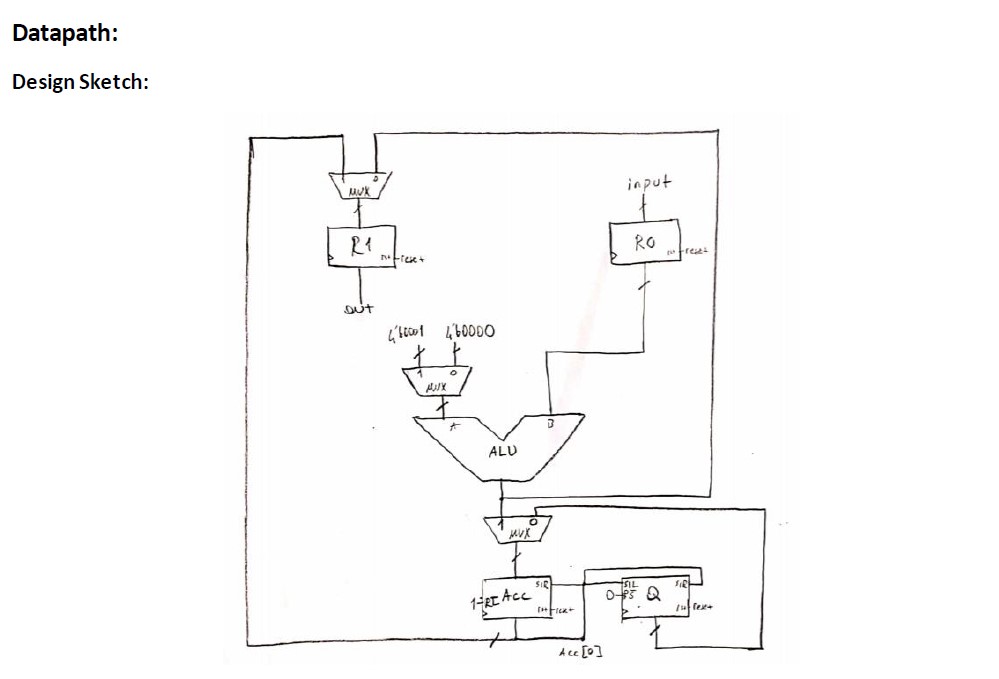 Datapath:
Design Sketch:
input
0
MUX
R1
reset
R0
reset
OUT
4'b0001 4'b0000
1 0
MUX
A B
ALU
1 0
MUX
SIR
1 RI Acc
reset
SIL SIR
0 PS Q
reset
Acc[0]